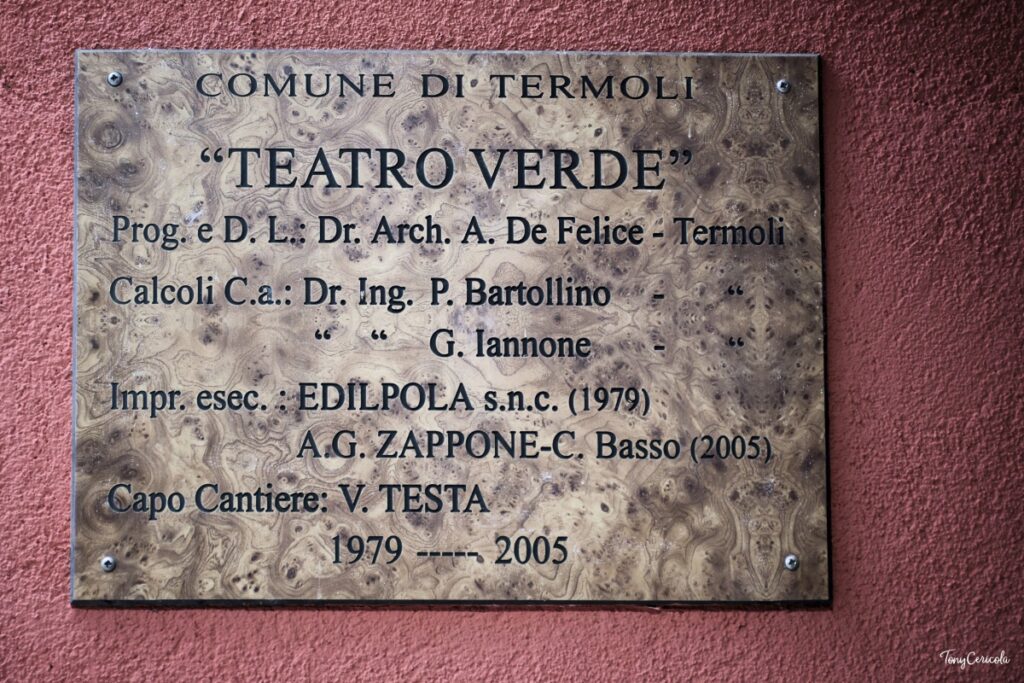 COMUNE DI TERMOLI
“TEATRO VERDE”
Prog. e D. L.: Dr. Arch. A. De Felice - Termoli
Calcoli C.a.: Dr. Ing. P. Bartollino - “
“ “ G. Iannone - “
Impr. esec. : EDILPOLA s.n.c. (1979)
A.G. ZAPPONE-C. Basso (2005)
Capo Cantiere: V. TESTA
1979 ----- 2005
TonyCericola